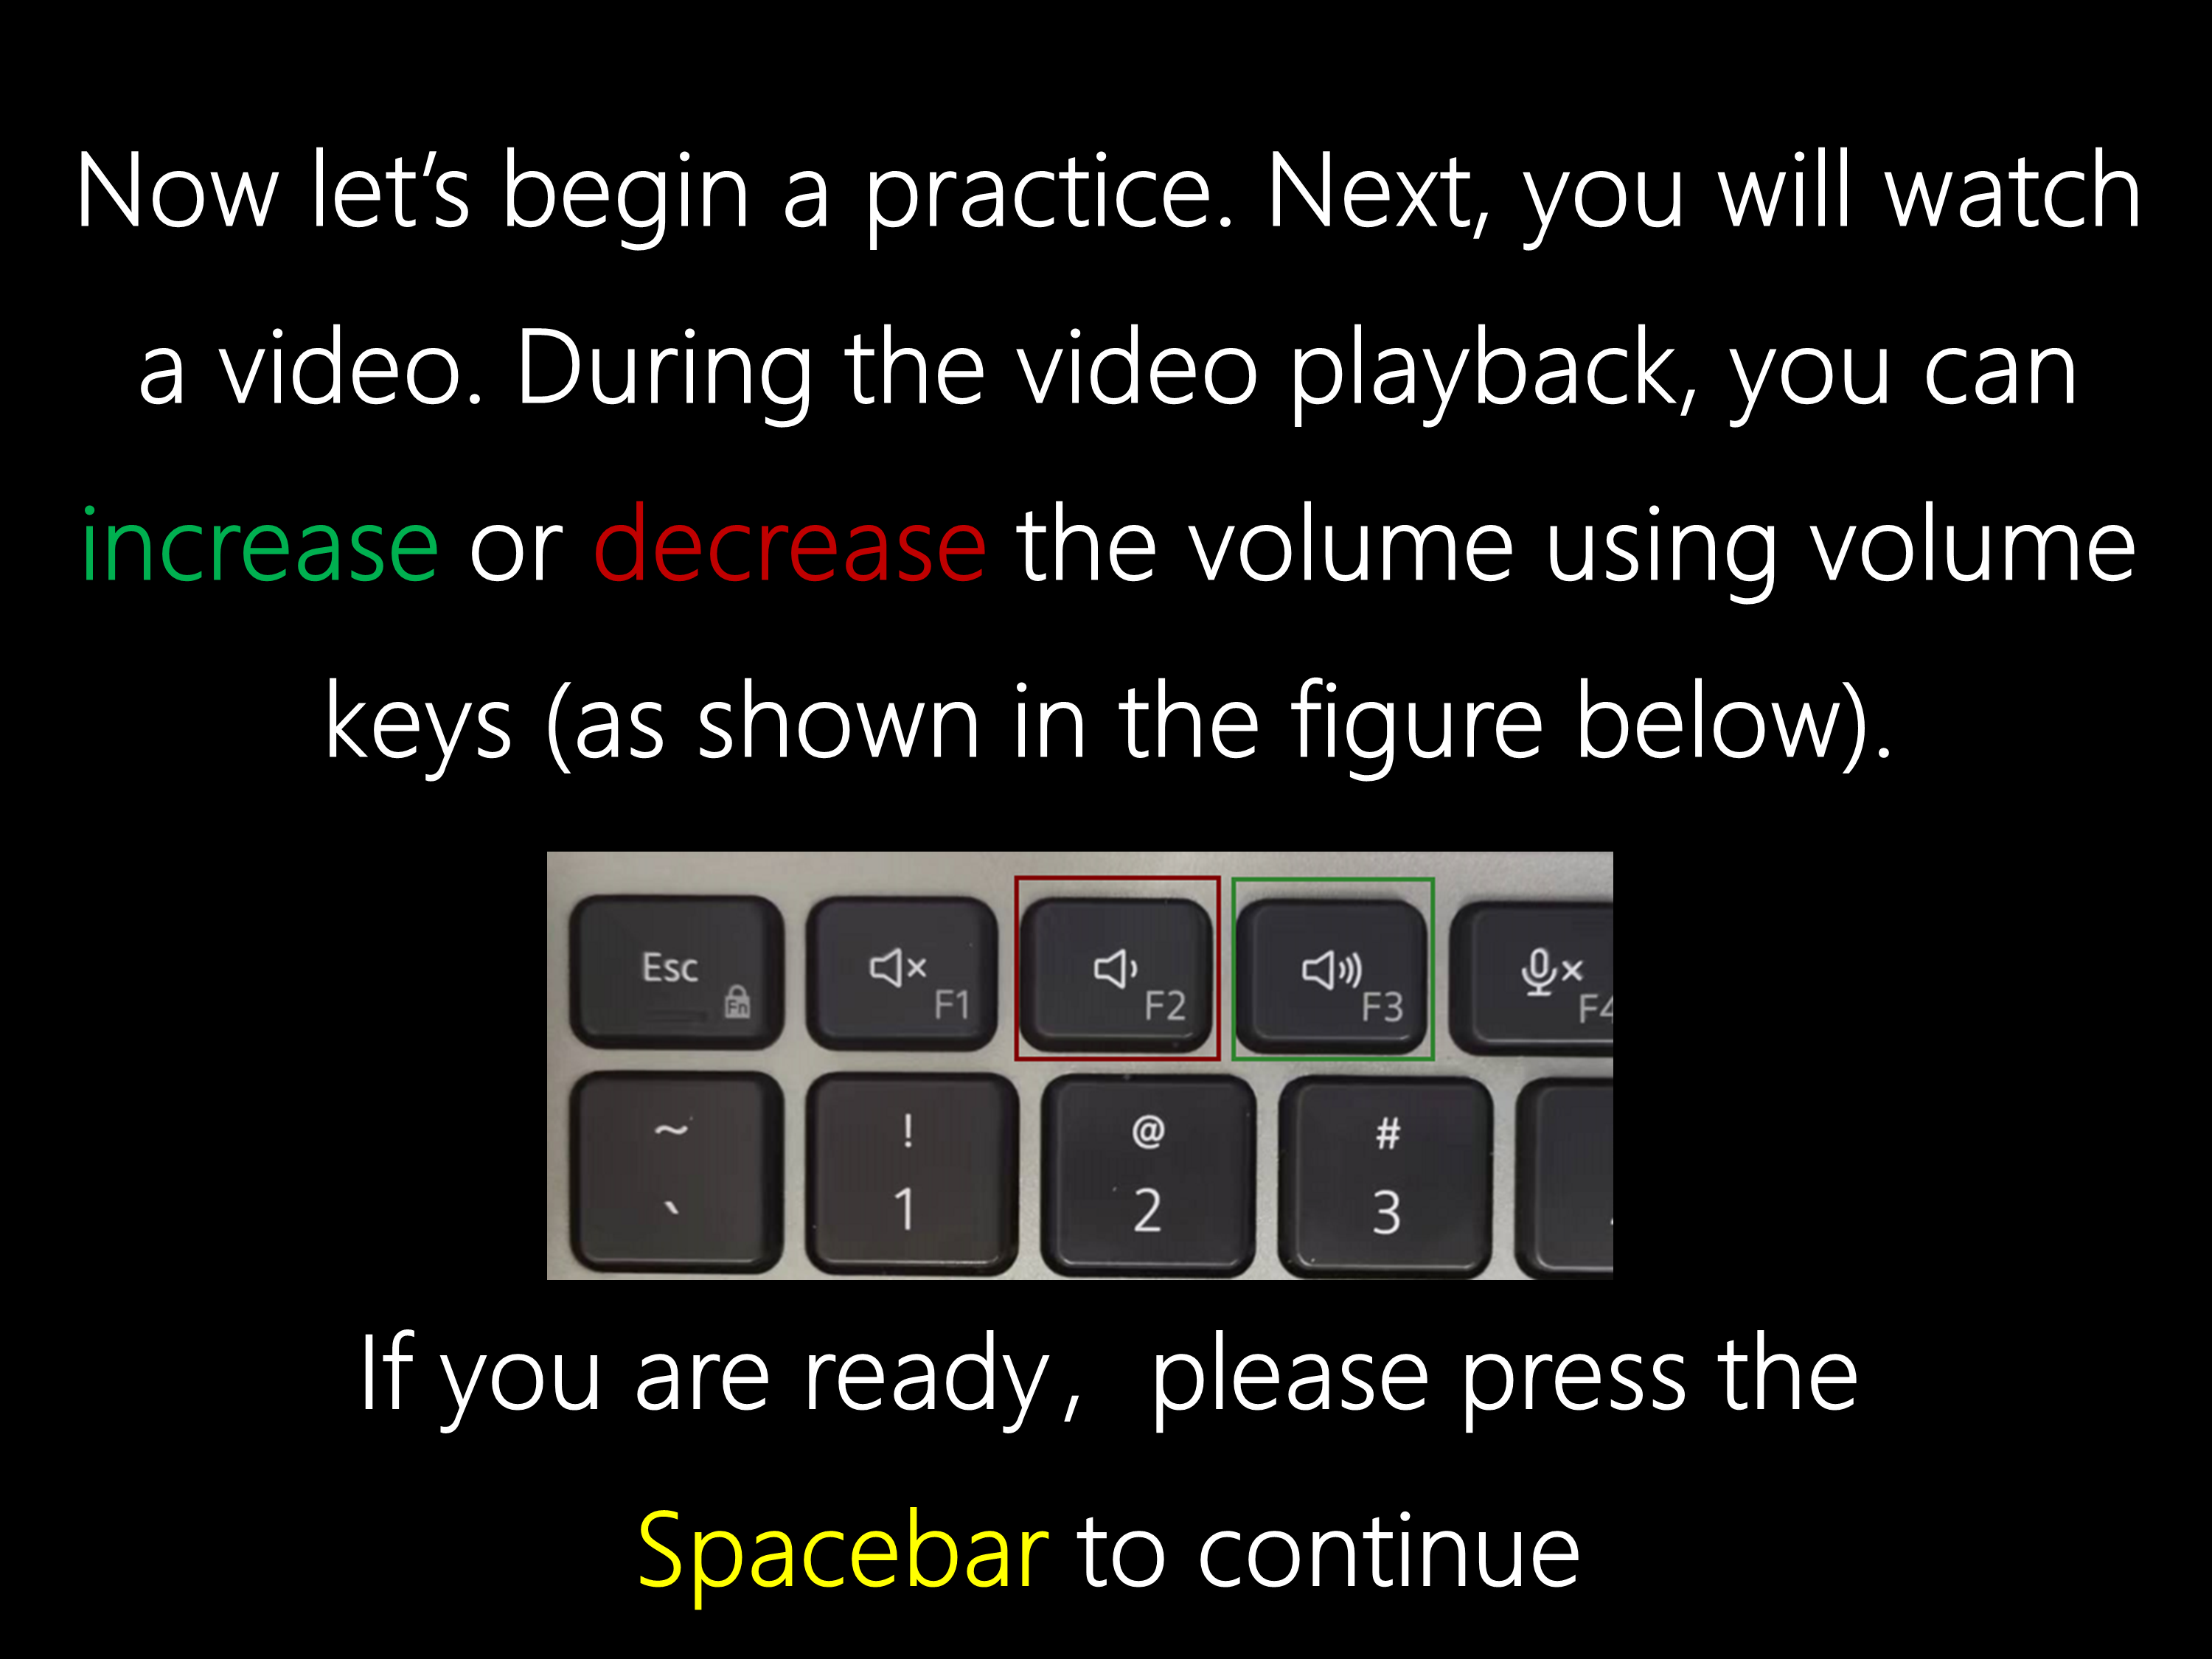 Now let’s begin a practice. Next, you will watch
a video. During the video playback, you can
increase or decrease the volume using volume
keys (as shown in the figure below).
Esc Fn F1 F2 F3 F4
~ ! @ #
` 1 2 3
If you are ready， please press the
Spacebar to continue